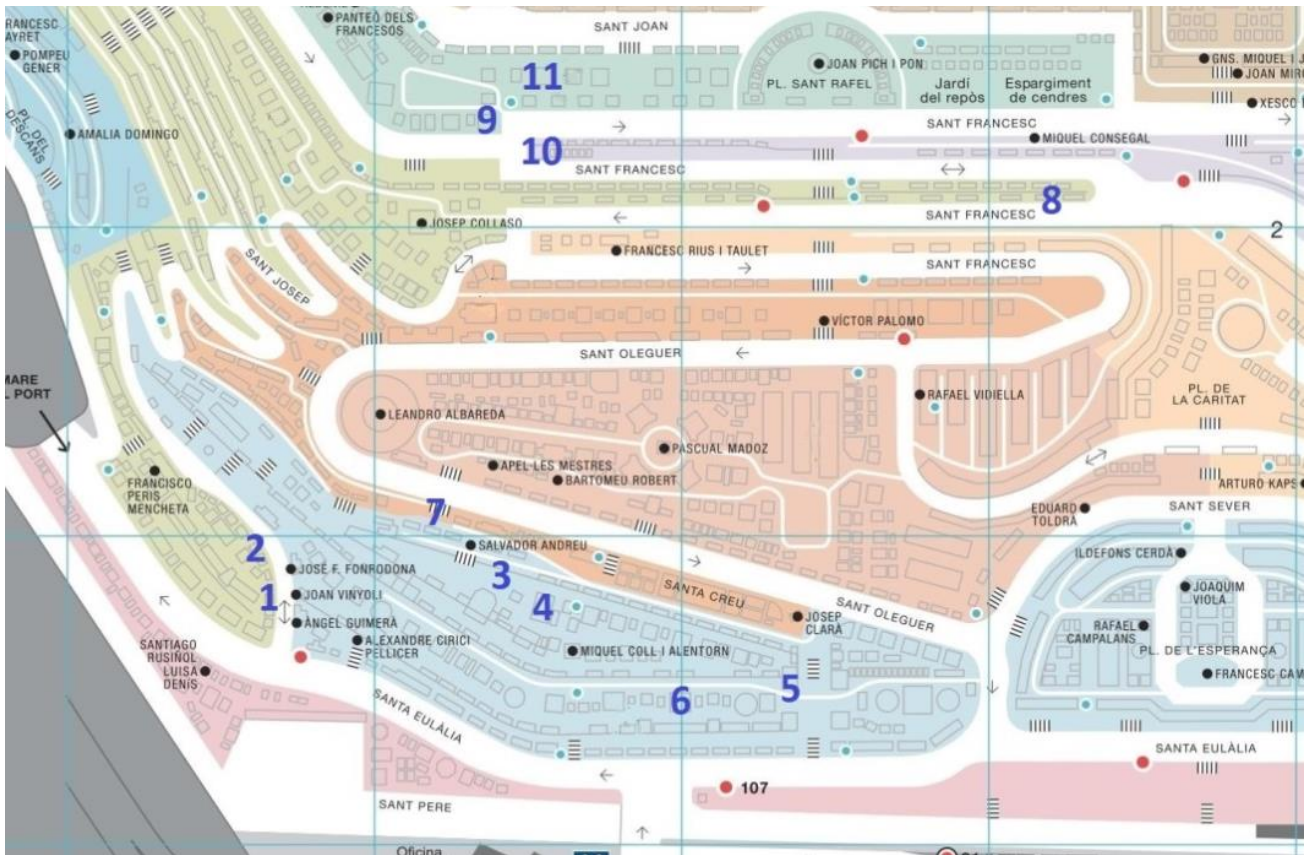 PANTEÓ DELS
FRANCESOS
SANT JOAN
FRANCESC
AYRET
POMPEU
GENER
JOAN PICH I PON
GNS. MIQUEL I J
JOAN MIR
11
PL. SANT RAFEL
Jardí
del repòs
Espargiment
de cendres
XESCO
9
SANT FRANCESC
PL. DEL
DESCANS
AMALIA DOMINGO
MIQUEL CONSEGAL
10
SANT FRANCESC
8
SANT FRANCESC
JOSEP COLLASO
2
FRANCESC RIUS I TAULET
SANT FRANCESC
SANT JOSEP
VÍCTOR PALOMO
SANT OLEGUER
MARE
L PORT
RAFAEL VIDIELLA
PL. DE
LA CARITAT
LEANDRO ALBAREDA
PASCUAL MADOZ
APEL·LES MESTRES
BARTOMEU ROBERT
FRANCISCO
PERIS
MENCHETA
ARTURO KAPS
7
EDUARD
TOLDRÀ
SANT SEVER
2
SALVADOR ANDREU
ILDEFONS CERDÀ
JOSÉ F. FONRODONA
3
1
JOAN VINYOLI
4
SANTA CREU
SANT OLEGUER
JOAQUIM
VIOLA
ÀNGEL GUIMERÀ
JOSEP
CLARÀ
RAFAEL
CAMPALANS
ALEXANDRE CIRICI
PELLICER
SANTIAGO
RUSIÑOL
LUISA
DENÍS
MIQUEL COLL I ALENTORN
PL. DE L'ESPERANÇA
FRANCESC CAM
5
6
SANTA EULÀLIA
SANTA EULÀLIA
107
SANT PERE
Oficina